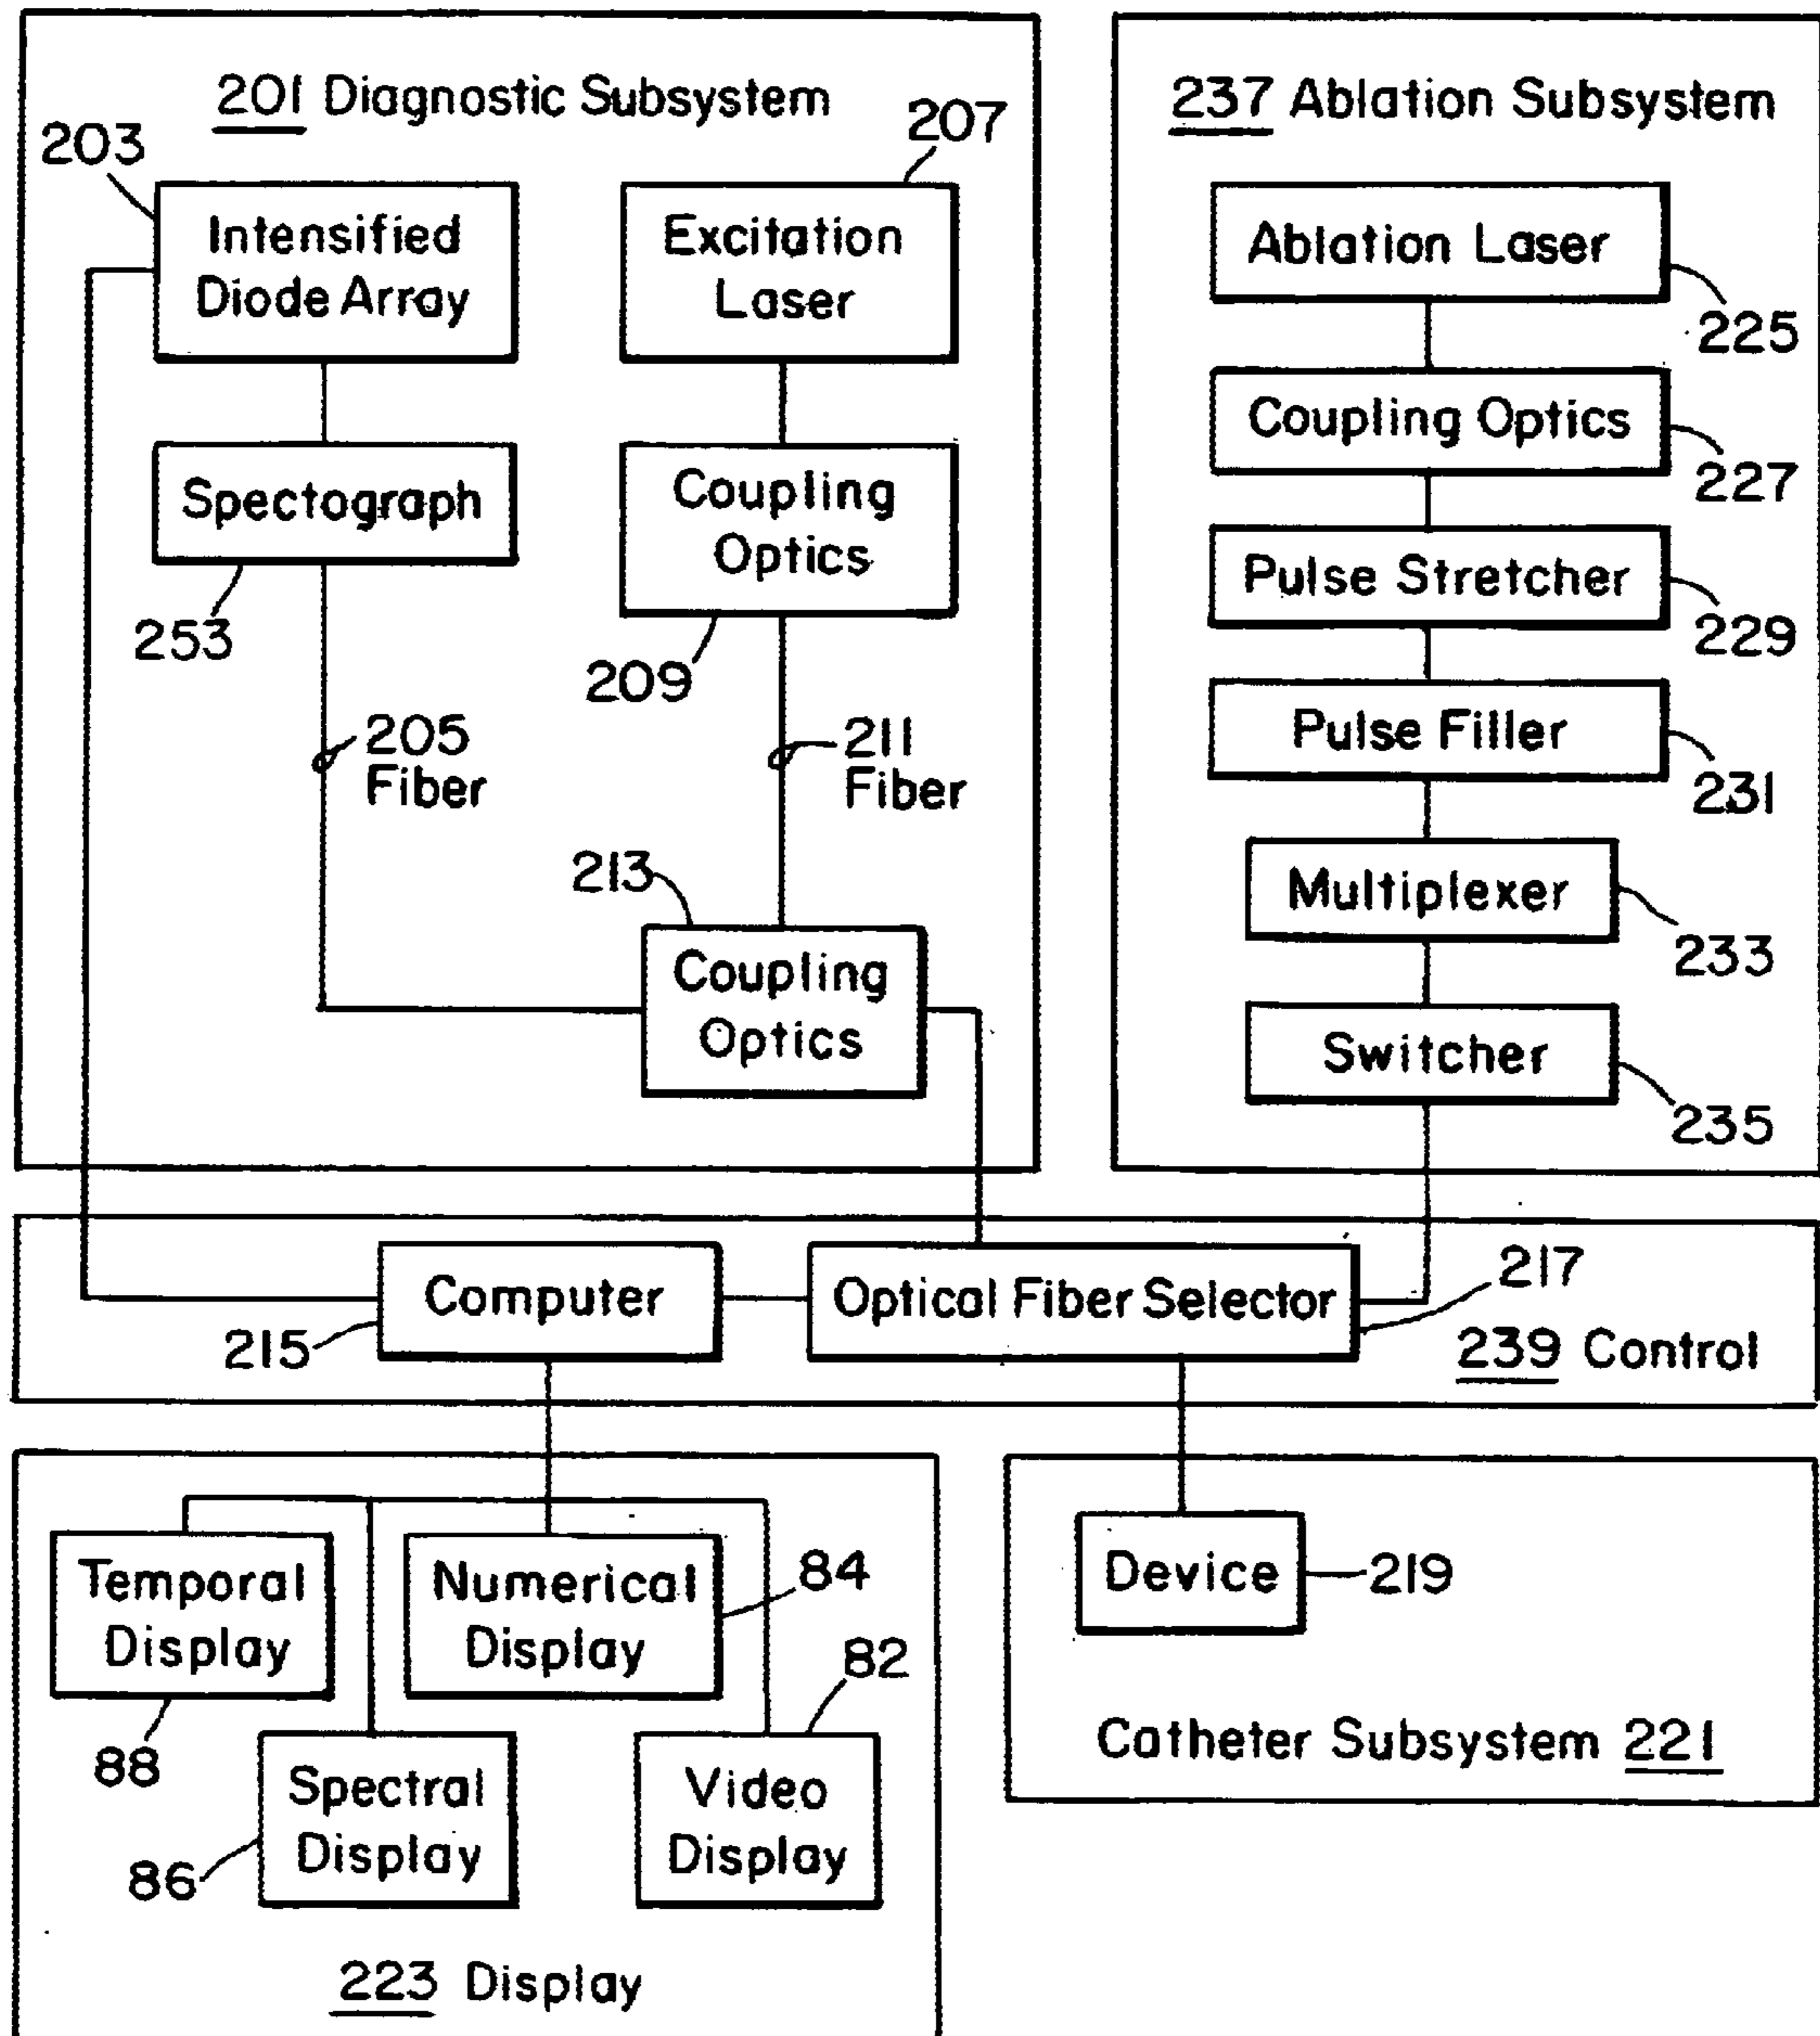 201 Diagnostic Subsystem
203
207
Intensified
Diode Array
Excitation
Laser
Spectograph
253
Coupling
Optics
209
205
Fiber
211
Fiber
213
Coupling
Optics
237 Ablation Subsystem
Ablation Laser
225
Coupling Optics
227
Pulse Stretcher
229
Pulse Filler
231
Multiplexer
233
Switcher
235
Computer
215
Optical Fiber Selector
217
239 Control
Temporal
Display
88
Numerical
Display
84
Spectral
Display
86
82
Video
Display
223 Display
Device
219
Catheter Subsystem 221